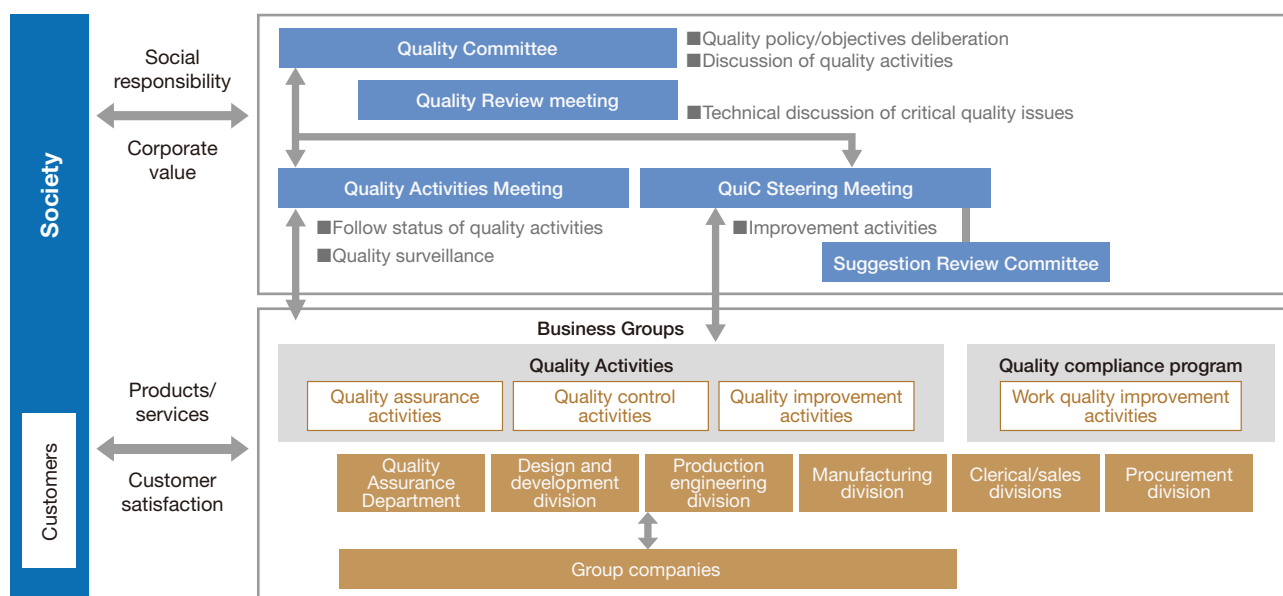 Society
Customers
Social
responsibility
Corporate
value
Products/
services
Customer
satisfaction
Quality Committee
■Quality policy/objectives deliberation
■Discussion of quality activities
Quality Review meeting
■Technical discussion of critical quality issues
Quality Activities Meeting
■Follow status of quality activities
■Quality surveillance
QuiC Steering Meeting
■Improvement activities
Suggestion Review Committee
Business Groups
Quality Activities
Quality assurance
activities
Quality control
activities
Quality improvement
activities
Quality compliance program
Work quality improvement
activities
Quality
Assurance
Department
Design and
development
division
Production
engineering
division
Manufacturing
division
Clerical/sales
divisions
Procurement
division
Group companies